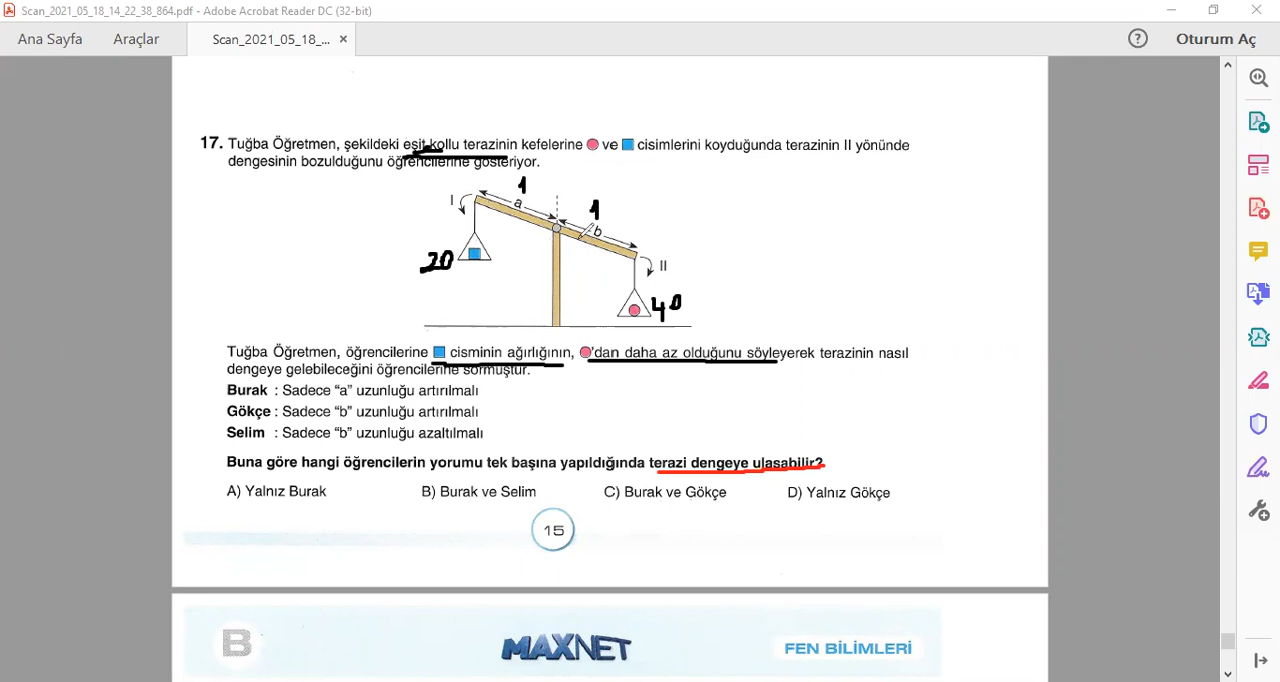 Scan_2021_05_18_14_22_38_864.pdf - Adobe Acrobat Reader DC (32-bit)
Ana Sayfa Araçlar Scan_2021_05_18_... × Oturum Aç
17. Tuğba Öğretmen, şekildeki eşit kollu terazinin kefelerine ve cisimlerini koyduğunda terazinin II yönünde
dengesinin bozulduğunu öğrencilerine gösteriyor.
1
I a 1
b
20 II
40
Tuğba Öğretmen, öğrencilerine cisminin ağırlığının, 'dan daha az olduğunu söyleyerek terazinin nasıl
dengeye gelebileceğini öğrencilerine sormuştur.
Burak : Sadece "a" uzunluğu artırılmalı
Gökçe : Sadece "b" uzunluğu artırılmalı
Selim : Sadece "b" uzunluğu azaltılmalı
Buna göre hangi öğrencilerin yorumu tek başına yapıldığında terazi dengeye ulaşabilir?
A) Yalnız Burak B) Burak ve Selim C) Burak ve Gökçe D) Yalnız Gökçe
15
B MAXNET FEN BİLİMLERİ